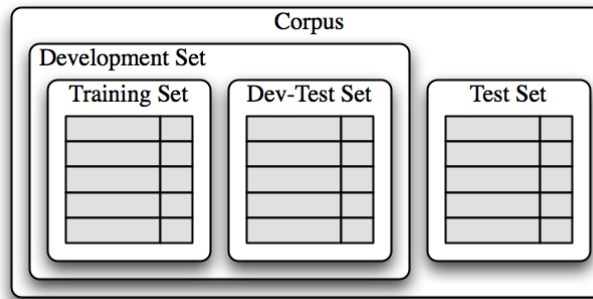 Corpus
Development Set
Training Set
Dev-Test Set
Test Set